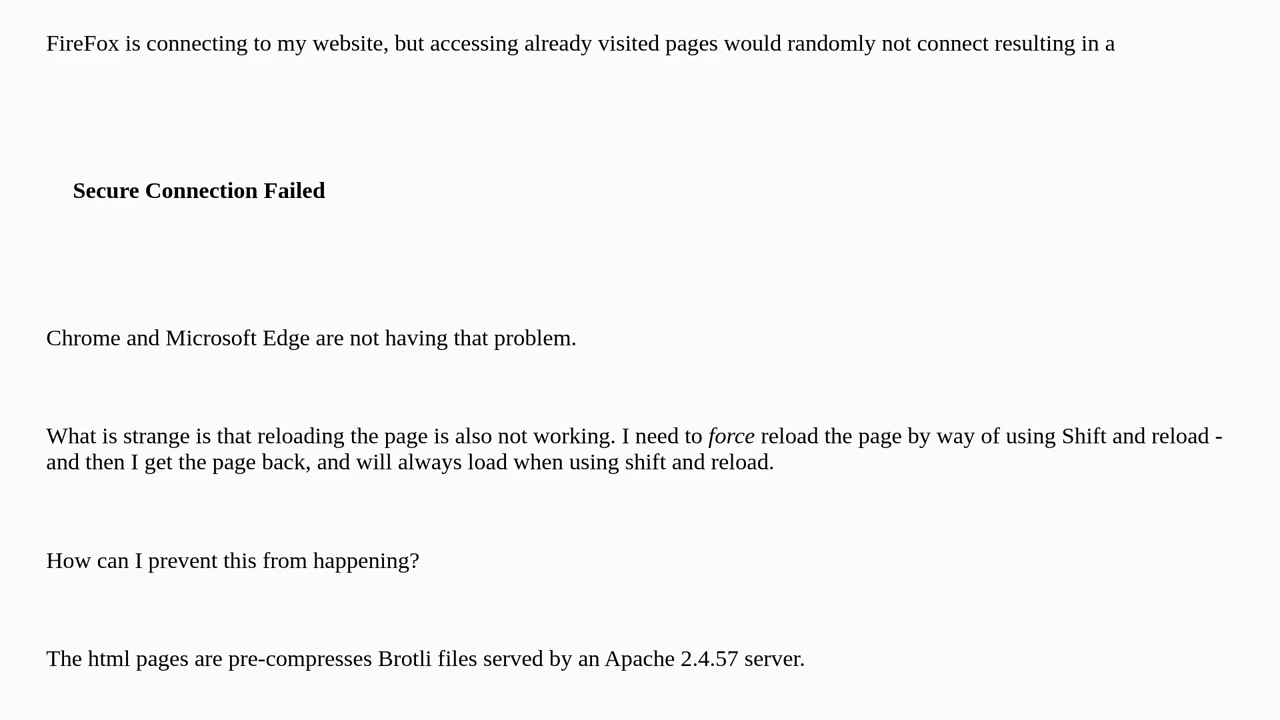 FireFox is connecting to my website, but accessing already visited pages would randomly not connect resulting in a
Secure Connection Failed
Chrome and Microsoft Edge are not having that problem.
What is strange is that reloading the page is also not working. I need to force reload the page by way of using Shift and reload -
and then I get the page back, and will always load when using shift and reload.
How can I prevent this from happening?
The html pages are pre-compresses Brotli files served by an Apache 2.4.57 server.